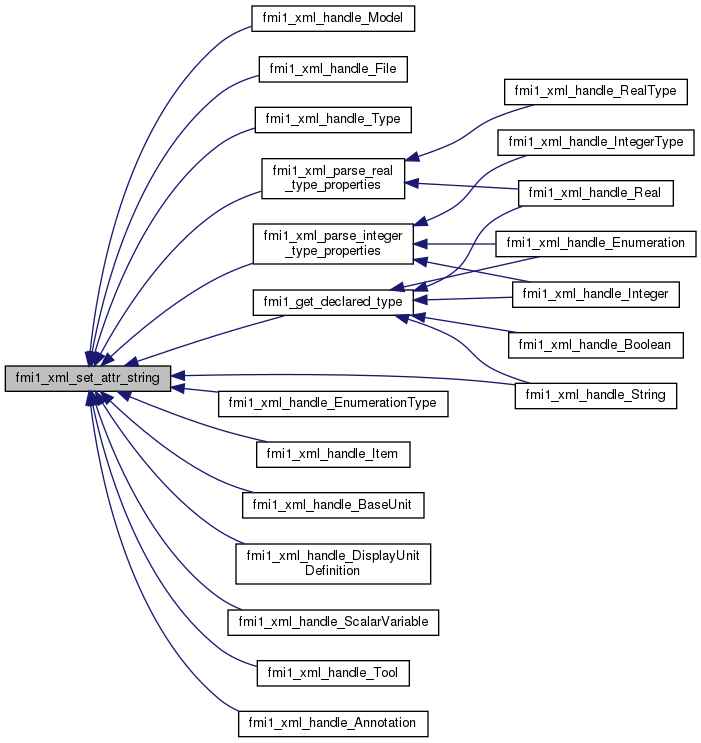 fmi1_xml_handle_Model
fmi1_xml_handle_File
fmi1_xml_handle_RealType
fmi1_xml_handle_Type
fmi1_xml_handle_IntegerType
fmi1_xml_parse_real
_type_properties
fmi1_xml_handle_Real
fmi1_xml_parse_integer
_type_properties
fmi1_xml_handle_Enumeration
fmi1_get_declared_type
fmi1_xml_handle_Integer
fmi1_xml_handle_Boolean
fmi1_xml_set_attr_string
fmi1_xml_handle_String
fmi1_xml_handle_EnumerationType
fmi1_xml_handle_Item
fmi1_xml_handle_BaseUnit
fmi1_xml_handle_DisplayUnit
Definition
fmi1_xml_handle_ScalarVariable
fmi1_xml_handle_Tool
fmi1_xml_handle_Annotation